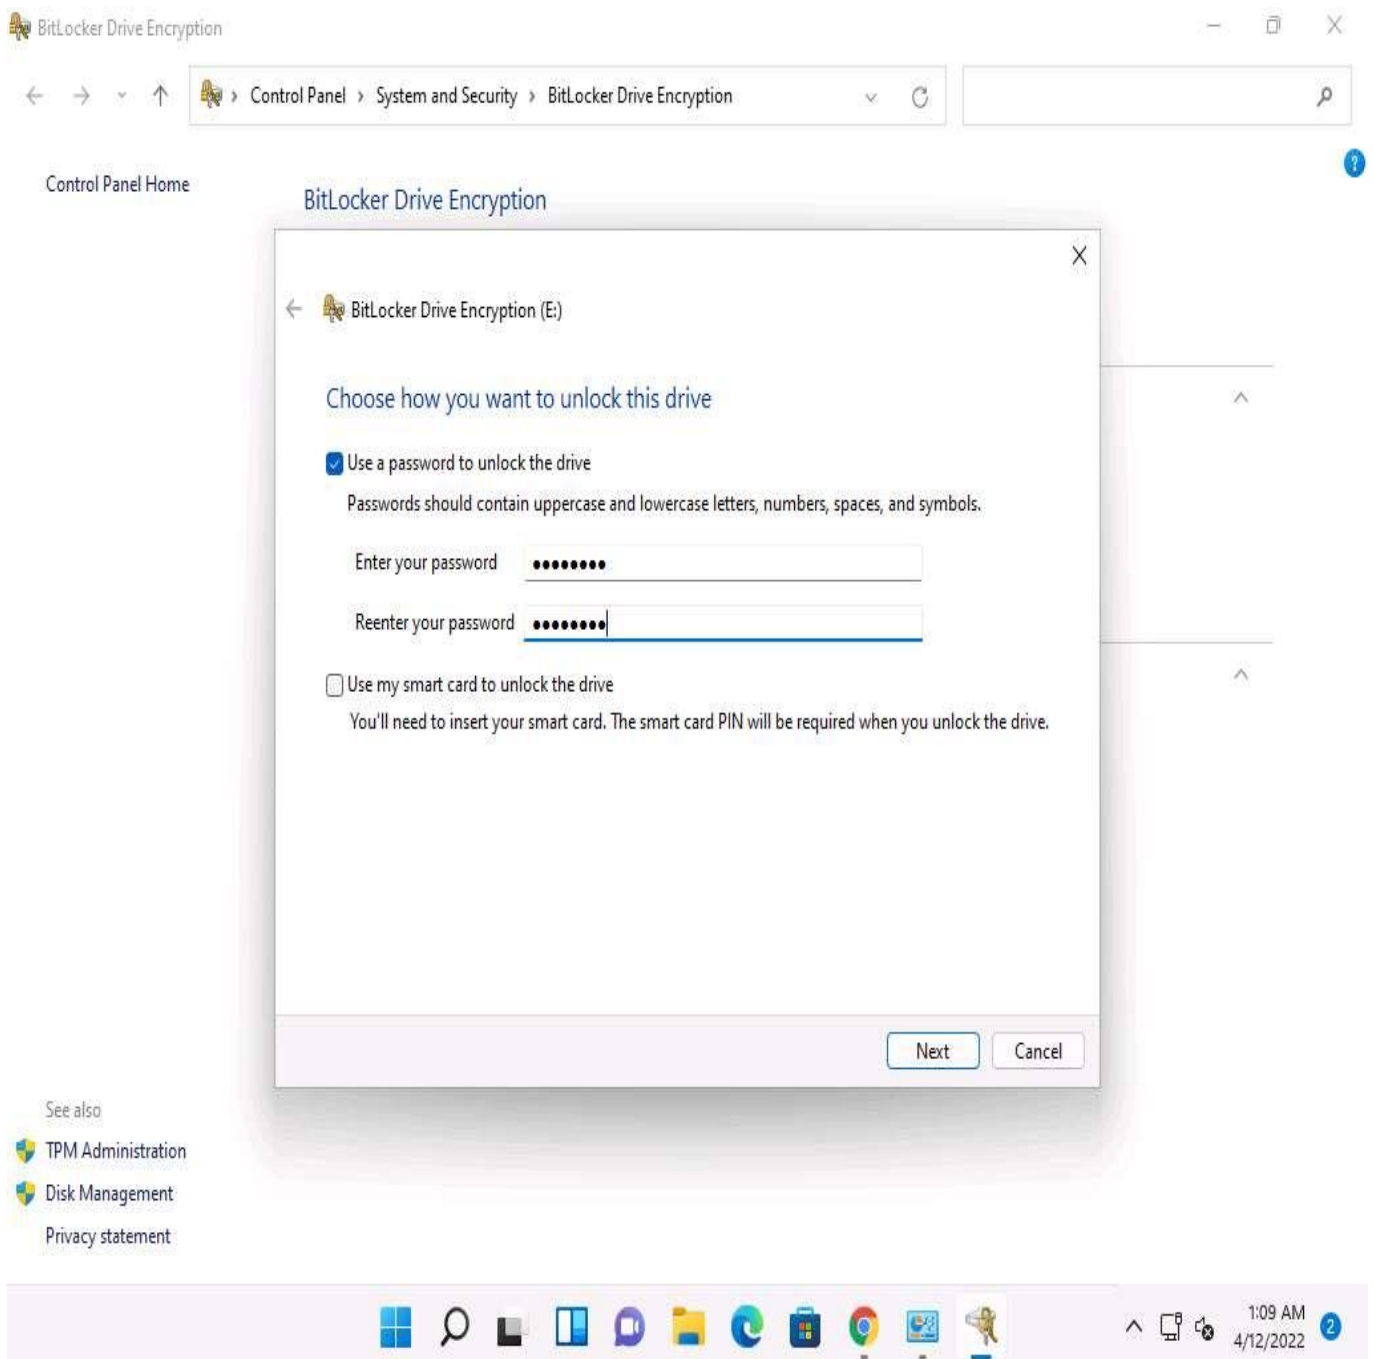 BitLocker Drive Encryption
Control Panel > System and Security > BitLocker Drive Encryption
Control Panel Home
BitLocker Drive Encryption
BitLocker Drive Encryption (E:)
Choose how you want to unlock this drive
Use a password to unlock the drive
Passwords should contain uppercase and lowercase letters, numbers, spaces, and symbols.
Enter your password ••••••••
Reenter your password ••••••••
Use my smart card to unlock the drive
You'll need to insert your smart card. The smart card PIN will be required when you unlock the drive.
Next Cancel
See also
TPM Administration
Disk Management
Privacy statement
1:09 AM
4/12/2022 2